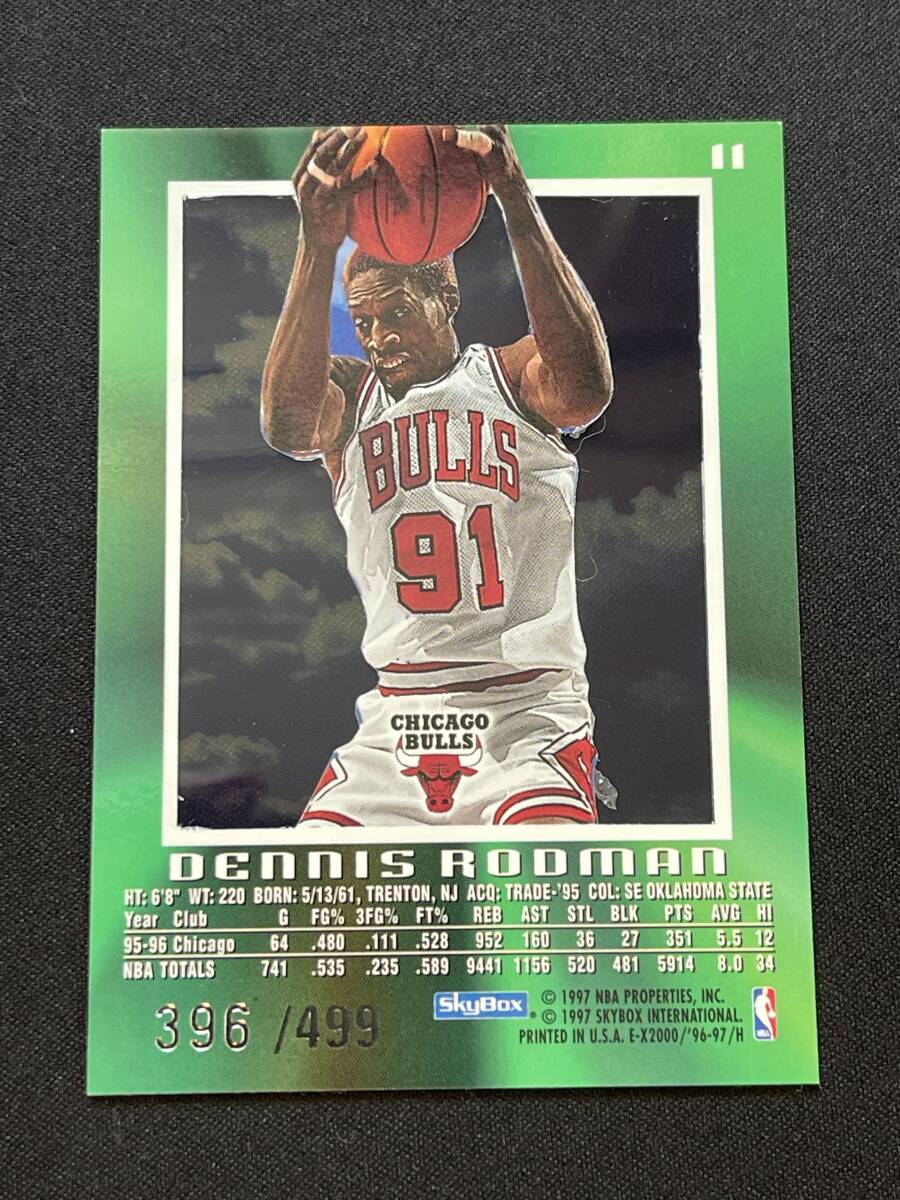 11
BULLS
91
CHICAGO
BULLS
DENNIS RODMAN
HT: 6'8" WT: 220 BORN: 5/13/61, TRENTON, NJ ACQ: TRADE-'95 COL: SE OKLAHOMA STATE
Year Club G FG% 3FG% FT% REB AST STL BLK PTS AVG HI
95-96 Chicago 64 .480 .111 .528 952 160 36 27 351 5.5 12
NBA TOTALS 741 .535 .235 .589 9441 1156 520 481 5914 8.0 34
396 /499
SkyBox® © 1997 NBA PROPERTIES, INC.
© 1997 SKYBOX INTERNATIONAL.
PRINTED IN U.S.A. E-X2000/'96-97/H
NBA